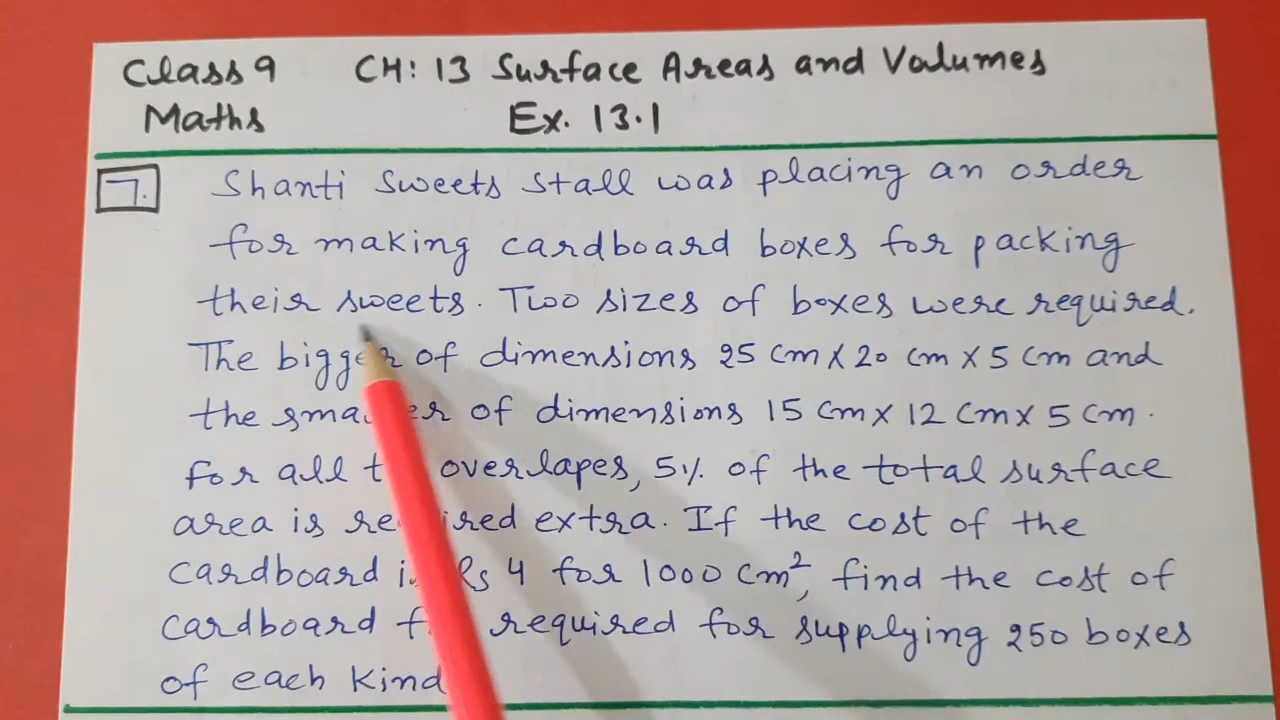 Class 9 CH: 13 Surface Areas and Volumes
Maths Ex. 13.1
7. Shanti Sweets Stall was placing an order
for making cardboard boxes for packing
their sweets. Two sizes of boxes were required.
The bigger of dimensions 25 cm x 20 cm x 5 cm and
the of dimensions 15 cm x 12 cm x 5 cm.
For all overlapes, 5% of the total surface
area is extra. If the cost of the
cardboard Rs 4 for 1000 cm², find the cost of
cardboard required for supplying 250 boxes
of each kind